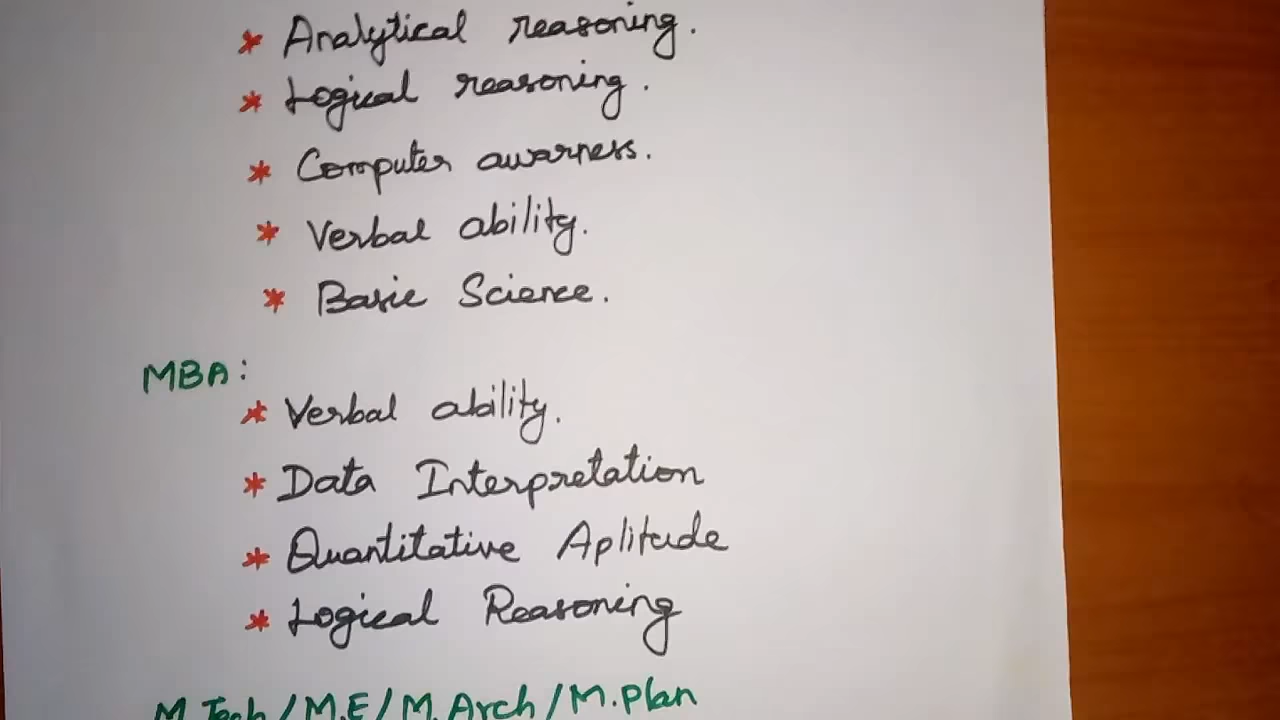 * Analytical reasoning.
* Logical reasoning.
* Computer awarness.
* Verbal ability.
* Basic Science.
MBA:
* Verbal ability.
* Data Interpretation
* Quantitative Aplitude
* Logical Reasoning
M.Tech/M.E/M.Arch/M.plan